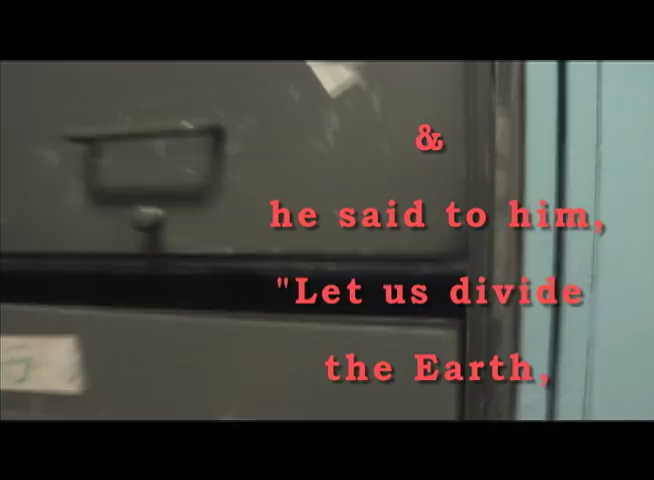 &
he said to him,
"Let us divide
the Earth,